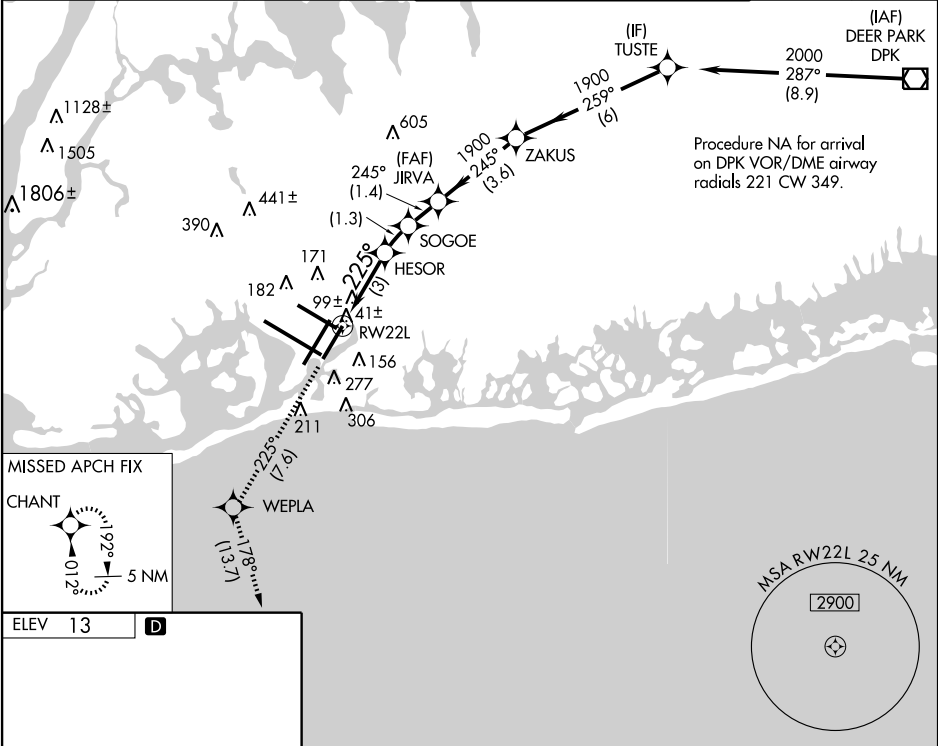 (IAF)
DEER PARK
DPK
(IF)
TUSTE
2000
287°
(8.9)
1900
259°
(6)
1128±
605
1505
ZAKUS
1900
245°
(3.6)
Procedure NA for arrival
on DPK VOR/DME airway
radials 221 CW 349.
(FAF)
JIRVA
245°
(1.4)
1806±
441±
390
(1.3)
SOGOE
HESOR
171
182
225°
(3)
99±
41±
RW22L
156
277
211
306
225°
(7.6)
MISSED APCH FIX
CHANT
192°
012°
5 NM
WEPLA
178°
(13.7)
MSA RW22L 25 NM
2900
ELEV 13 D